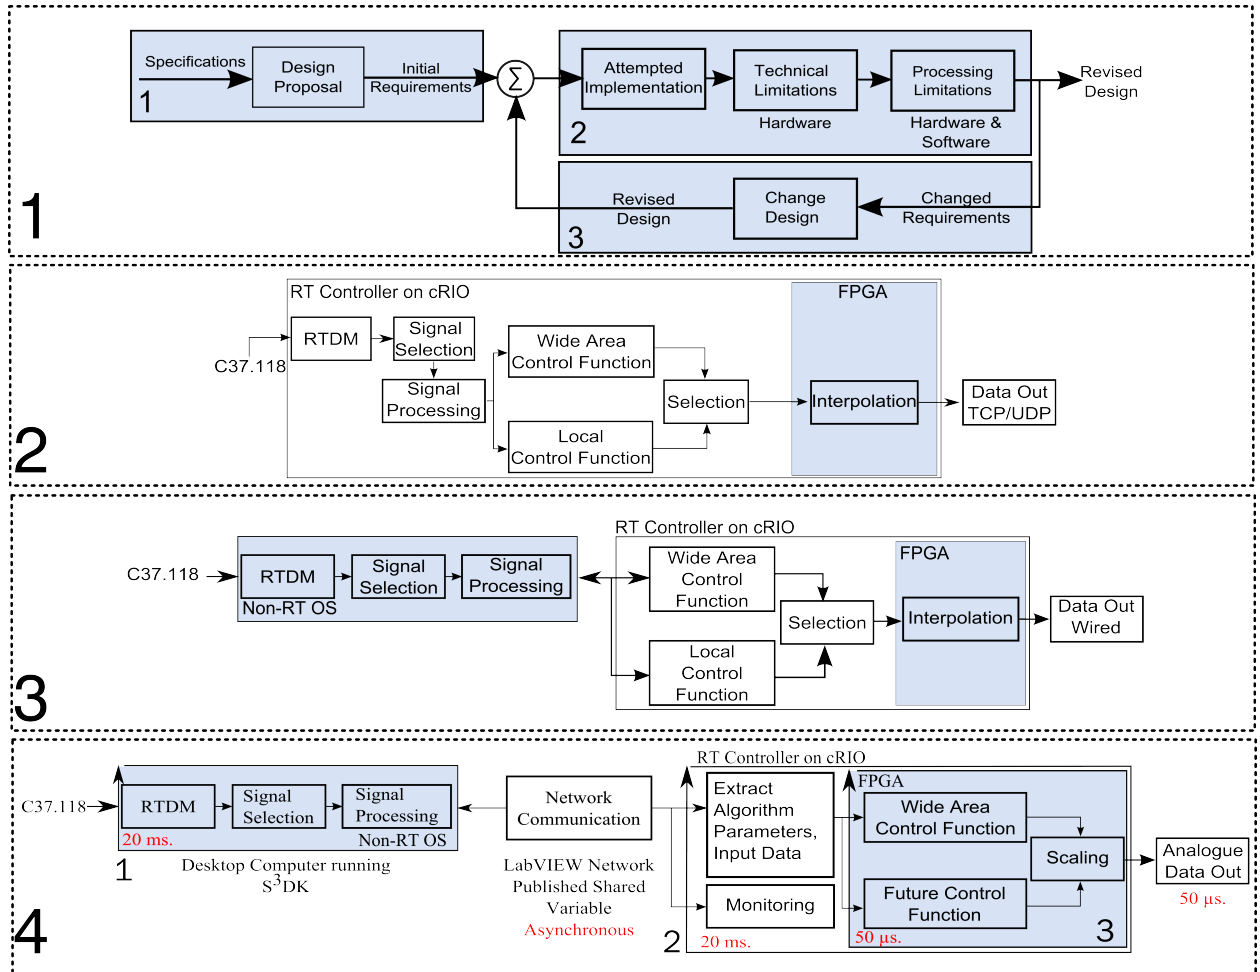 Specifications
Design
Proposal
Initial
Requirements
1
Σ
Attempted
Implementation
Technical
Limitations
Hardware
Processing
Limitations
Hardware &
Software
2
Revised
Design
Revised
Design
Change
Design
Changed
Requirements
3
1
RT Controller on cRIO
C37.118
RTDM
Signal
Selection
Signal
Processing
Wide Area
Control Function
Local
Control Function
Selection
FPGA
Interpolation
Data Out
TCP/UDP
2
C37.118
RTDM
Signal
Selection
Signal
Processing
Non-RT OS
RT Controller on cRIO
Wide Area
Control
Function
Local
Control
Function
Selection
FPGA
Interpolation
Data Out
Wired
3
C37.118
RTDM
Signal
Selection
Signal
Processing
20 ms.
Non-RT OS
1
Desktop Computer running
S³DK
Network
Communication
LabVIEW Network
Published Shared
Variable
Asynchronous
RT Controller on cRIO
Extract
Algorithm
Parameters,
Input Data
Monitoring
2
20 ms.
FPGA
Wide Area
Control Function
Future Control
Function
Scaling
50 µs.
3
Analogue
Data Out
50 µs.
4